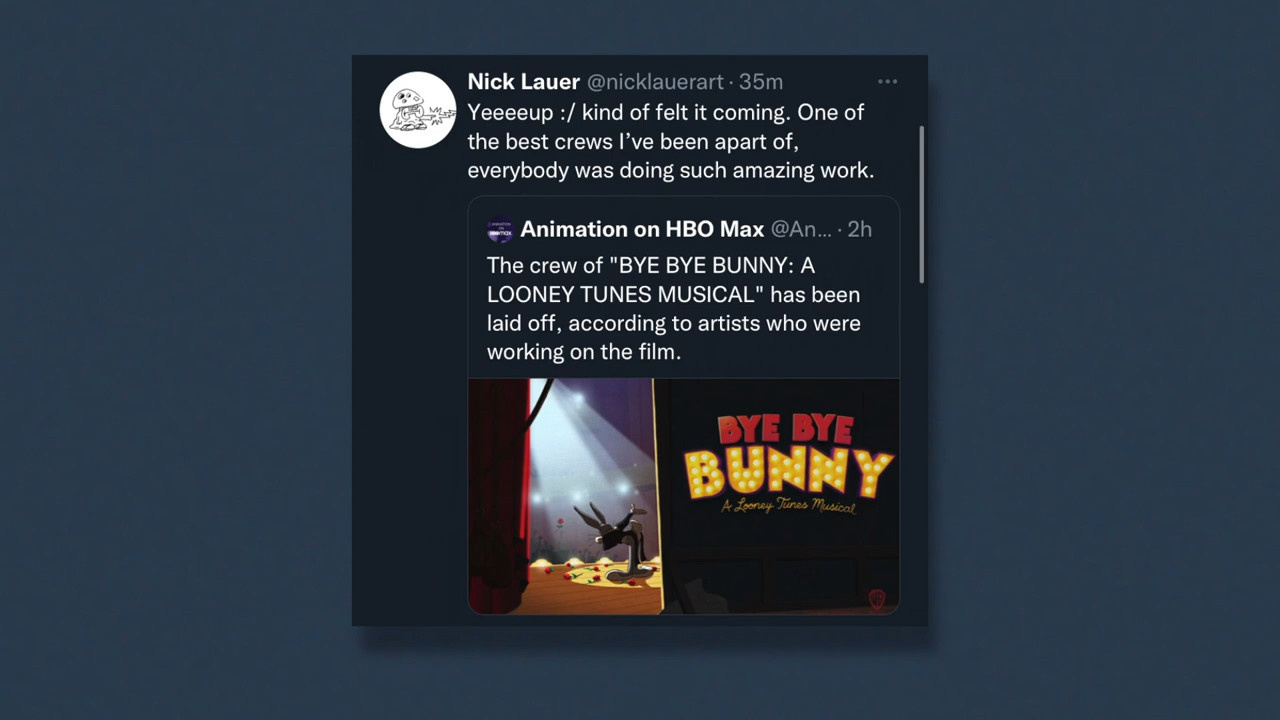 Nick Lauer @nicklauerart · 35m
Yeeeeup :/ kind of felt it coming. One of
the best crews I’ve been apart of,
everybody was doing such amazing work.
Animation on HBO Max @An... · 2h
The crew of "BYE BYE BUNNY: A
LOONEY TUNES MUSICAL" has been
laid off, according to artists who were
working on the film.
BYE BYE
BUNNY
A Looney Tunes Musical